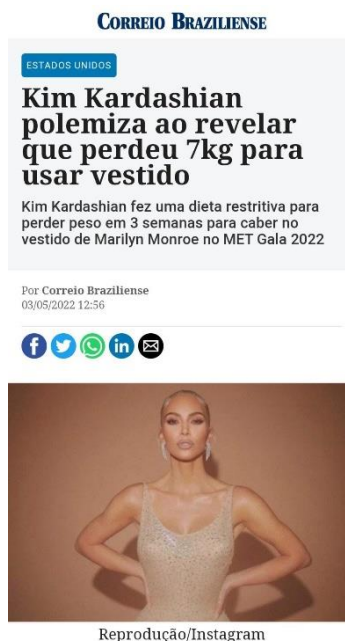 CORREIO BRAZILIENSE
ESTADOS UNIDOS
Kim Kardashian
polemiza ao revelar
que perdeu 7kg para
usar vestido
Kim Kardashian fez uma dieta restritiva para
perder peso em 3 semanas para caber no
vestido de Marilyn Monroe no MET Gala 2022
Por Correio Braziliense
03/05/2022 12:56
Reprodução/Instagram